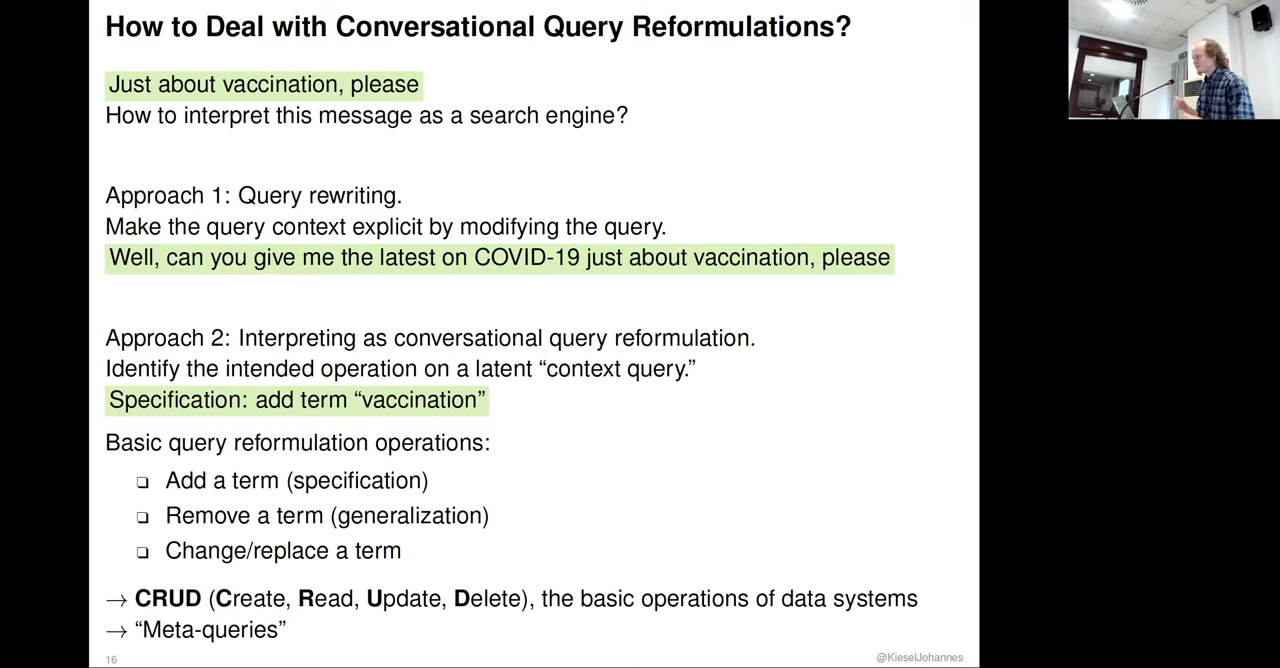 How to Deal with Conversational Query Reformulations?
Just about vaccination, please
How to interpret this message as a search engine?
Approach 1: Query rewriting.
Make the query context explicit by modifying the query.
Well, can you give me the latest on COVID-19 just about vaccination, please
Approach 2: Interpreting as conversational query reformulation.
Identify the intended operation on a latent “context query.”
Specification: add term “vaccination”
Basic query reformulation operations:
❑ Add a term (specification)
❑ Remove a term (generalization)
❑ Change/replace a term
→ CRUD (Create, Read, Update, Delete), the basic operations of data systems
→ “Meta-queries”
16
@KieselJohannes